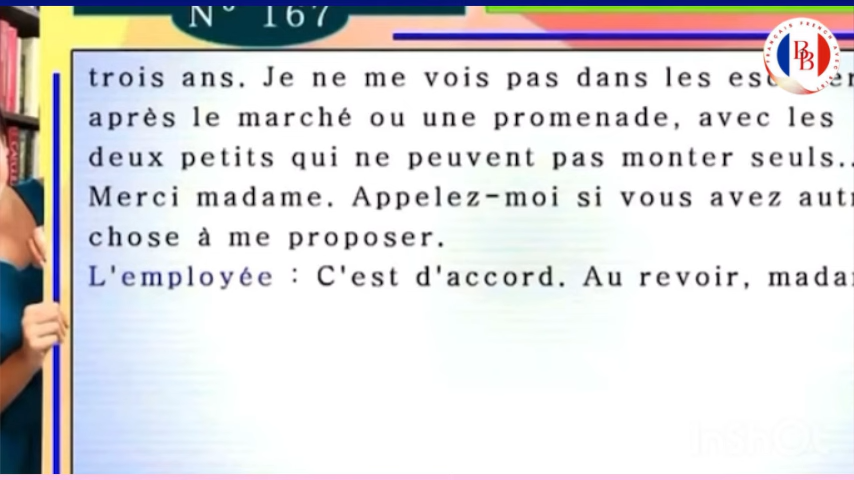 N° 167
trois ans. Je ne me vois pas dans les
après le marché ou une promenade, avec les
deux petits qui ne peuvent pas monter seuls..
Merci madame. Appelez-moi si vous avez
chose à me proposer.
L'employée : C'est d'accord. Au revoir,
BB
InShOt